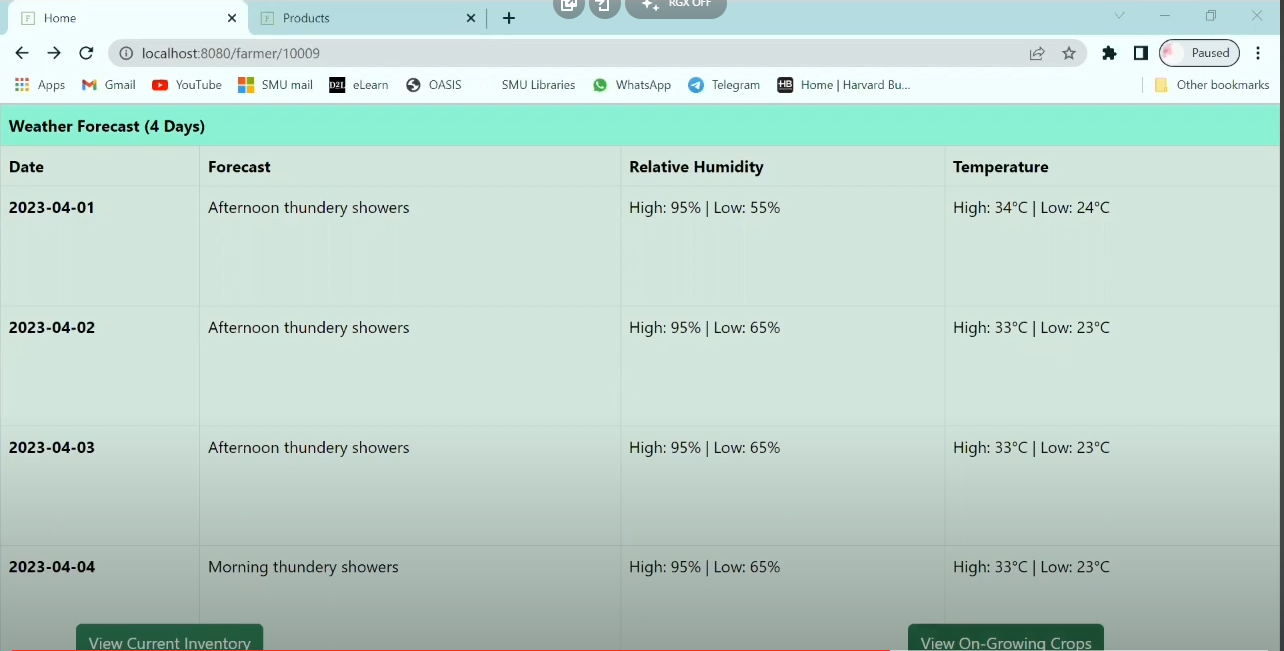 RGX OFF
Home
Products
localhost:8080/farmer/10009
Paused
Apps
Gmail
YouTube
SMU mail
D2L eLearn
OASIS
SMU Libraries
WhatsApp
Telegram
HB Home | Harvard Bu...
Other bookmarks
Weather Forecast (4 Days)
Date Forecast Relative Humidity Temperature
2023-04-01 Afternoon thundery showers High: 95% | Low: 55% High: 34°C | Low: 24°C
2023-04-02 Afternoon thundery showers High: 95% | Low: 65% High: 33°C | Low: 23°C
2023-04-03 Afternoon thundery showers High: 95% | Low: 65% High: 33°C | Low: 23°C
2023-04-04 Morning thundery showers High: 95% | Low: 65% High: 33°C | Low: 23°C
View Current Inventory
View On-Growing Crops